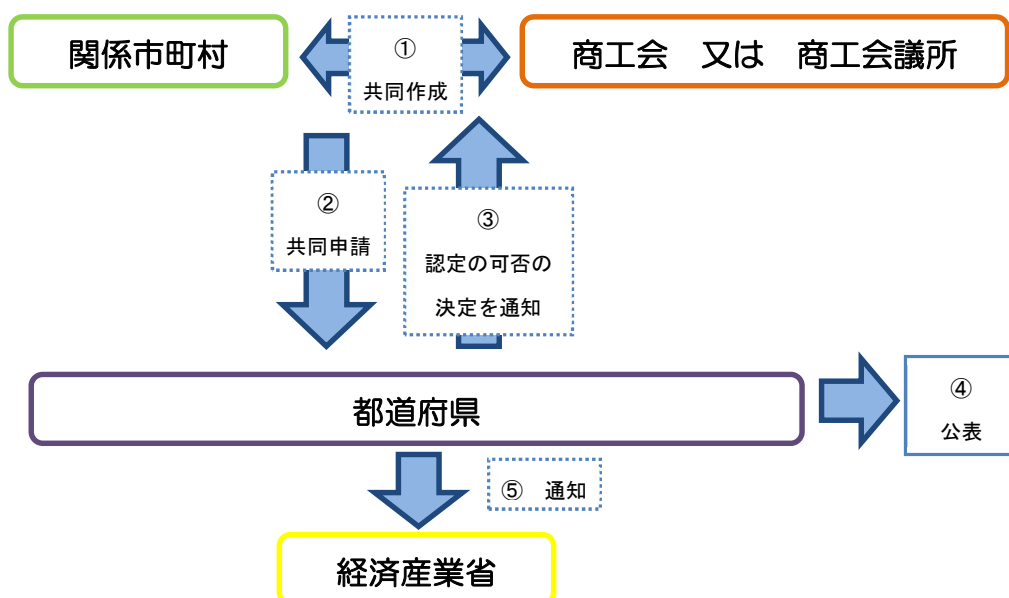 関係市町村
①
共同作成
商工会　又は　商工会議所
②
共同申請
③
認定の可否の
決定を通知
都道府県
④
公表
⑤　通知
経済産業省